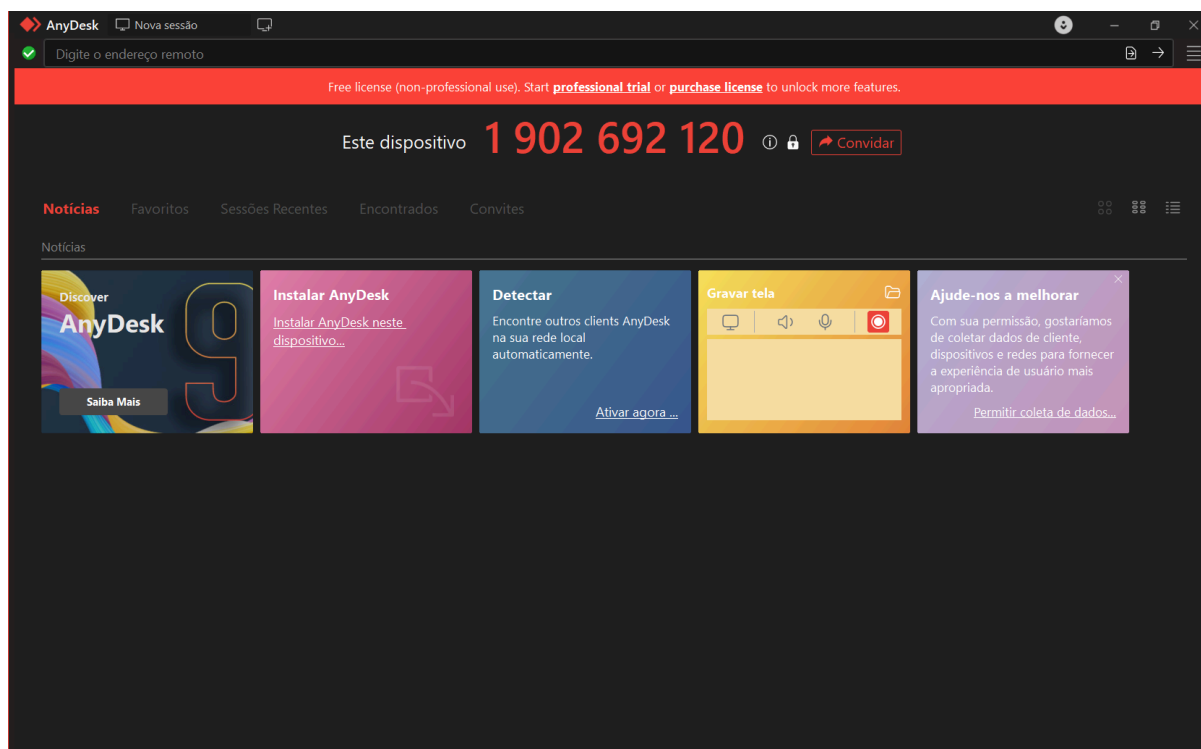 AnyDesk Nova sessão
Digite o endereço remoto
Free license (non-professional use). Start professional trial or purchase license to unlock more features.
Este dispositivo 1 902 692 120 Convidar
Notícias Favoritos Sessões Recentes Encontrados Convites
Notícias
Discover
AnyDesk 9
Saiba Mais
Instalar AnyDesk
Instalar AnyDesk neste
dispositivo...
Detectar
Encontre outros clients AnyDesk
na sua rede local
automaticamente.
Ativar agora ...
Gravar tela
Ajude-nos a melhorar
Com sua permissão, gostaríamos
de coletar dados de cliente,
dispositivos e redes para fornecer
a experiência de usuário mais
apropriada.
Permitir coleta de dados...